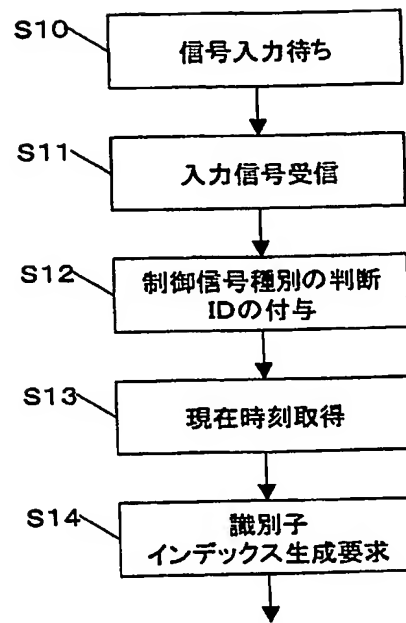 S10
信号入力待ち
S11
入力信号受信
S12
制御信号種別の判断
IDの付与
S13
現在時刻取得
S14
識別子
インデックス生成要求